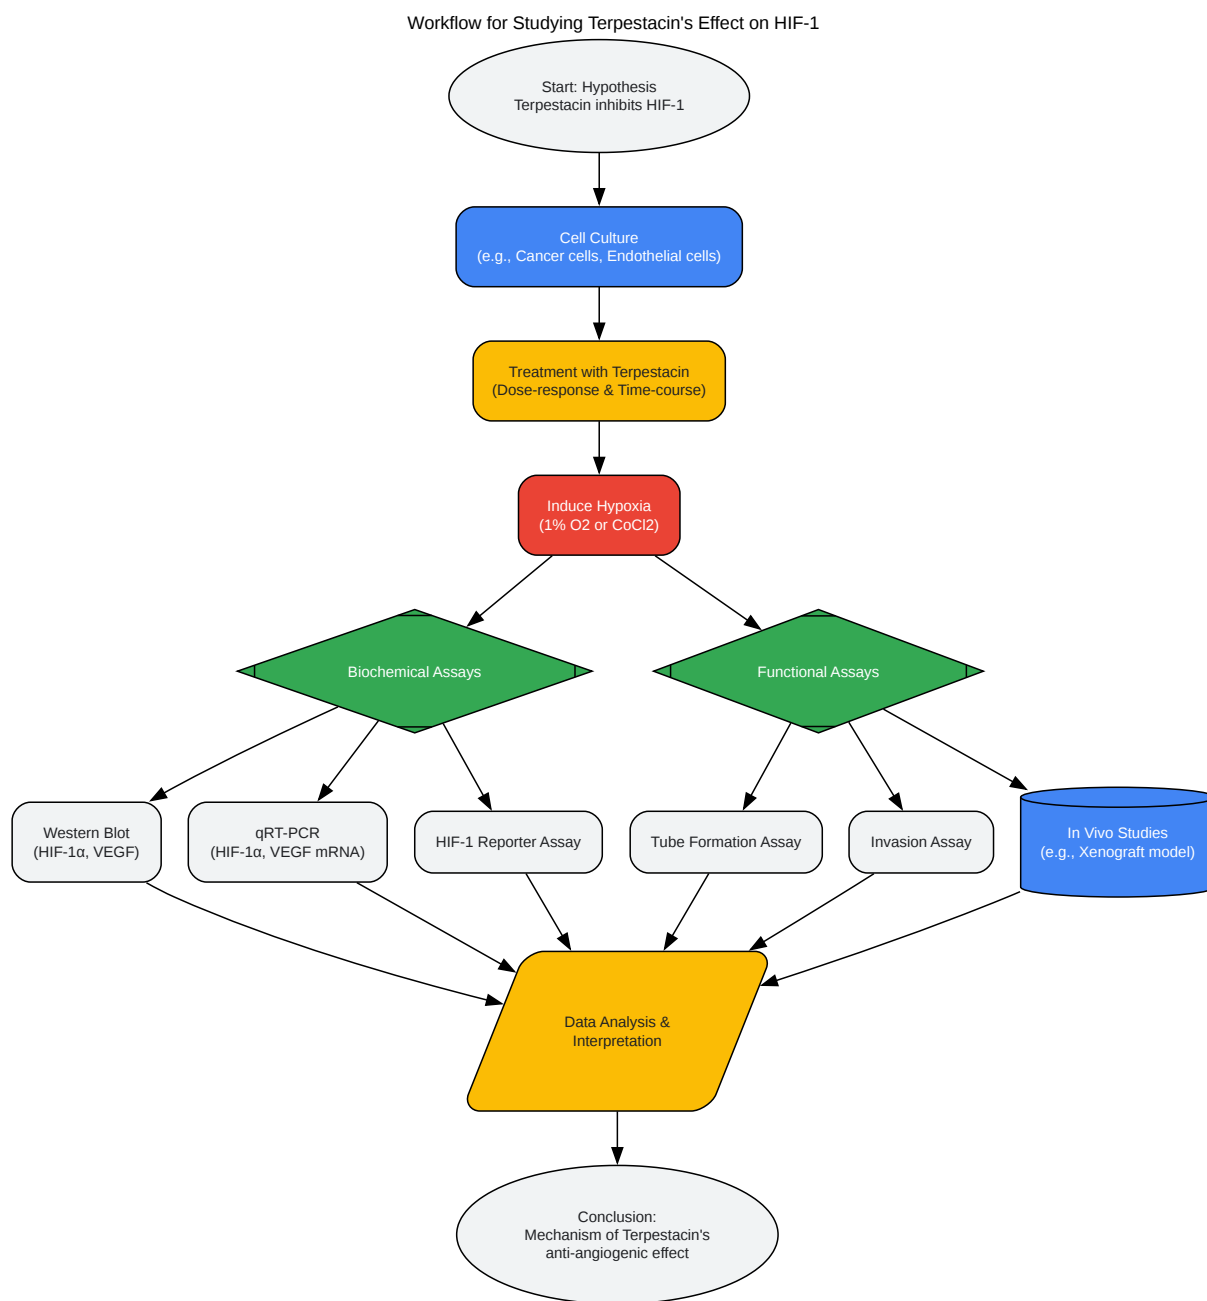 Workflow for Studying Terpestacin's Effect on HIF-1
Start: Hypothesis
Terpestacin inhibits HIF-1
Cell Culture
(e.g., Cancer cells, Endothelial cells)
Treatment with Terpestacin
(Dose-response & Time-course)
Induce Hypoxia
(1% O2 or CoCl2)
Biochemical Assays
Functional Assays
Western Blot
(HIF-1α, VEGF)
qRT-PCR
(HIF-1α, VEGF mRNA)
HIF-1 Reporter Assay
Tube Formation Assay
Invasion Assay
In Vivo Studies
(e.g., Xenograft model)
Data Analysis &
Interpretation
Conclusion:
Mechanism of Terpestacin's
anti-angiogenic effect